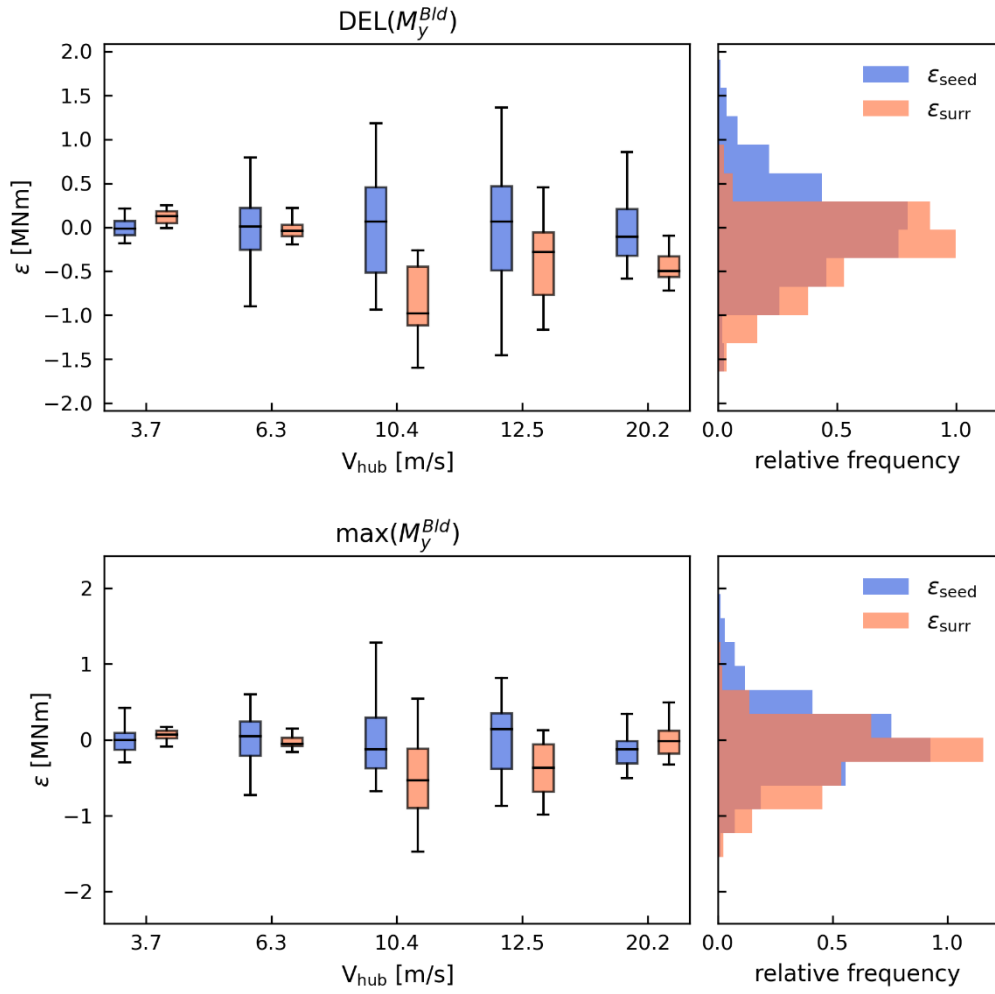 DEL(M_y^{Bld})
2.0
1.5
1.0
0.5
0.0
−0.5
−1.0
−1.5
−2.0
ε [MNm]
3.7 6.3 10.4 12.5 20.2
V_hub [m/s]
ε_seed
ε_surr
0.0 0.5 1.0
relative frequency
max(M_y^{Bld})
2
1
0
−1
−2
ε [MNm]
3.7 6.3 10.4 12.5 20.2
V_hub [m/s]
ε_seed
ε_surr
0.0 0.5 1.0
relative frequency